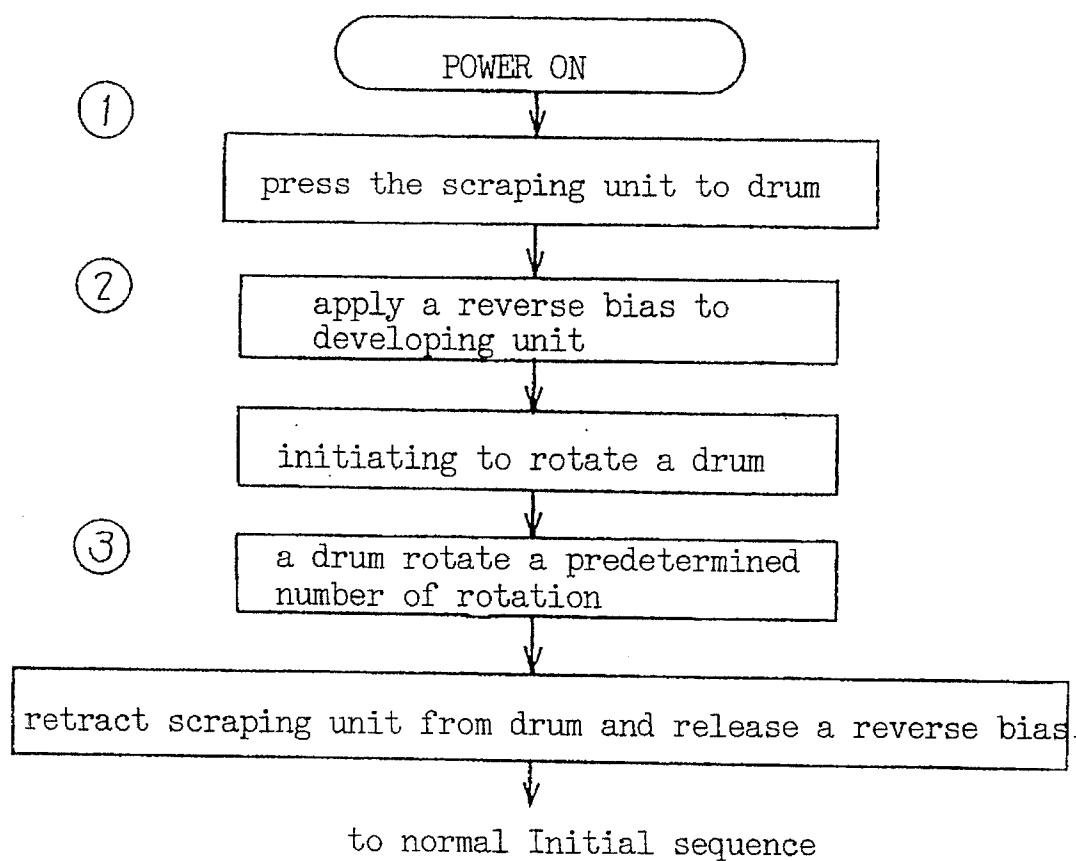 POWER ON
①
press the scraping unit to drum
②
apply a reverse bias to
developing unit
initiating to rotate a drum
③
a drum rotate a predetermined
number of rotation
retract scraping unit from drum and release a reverse bias.
to normal Initial sequence